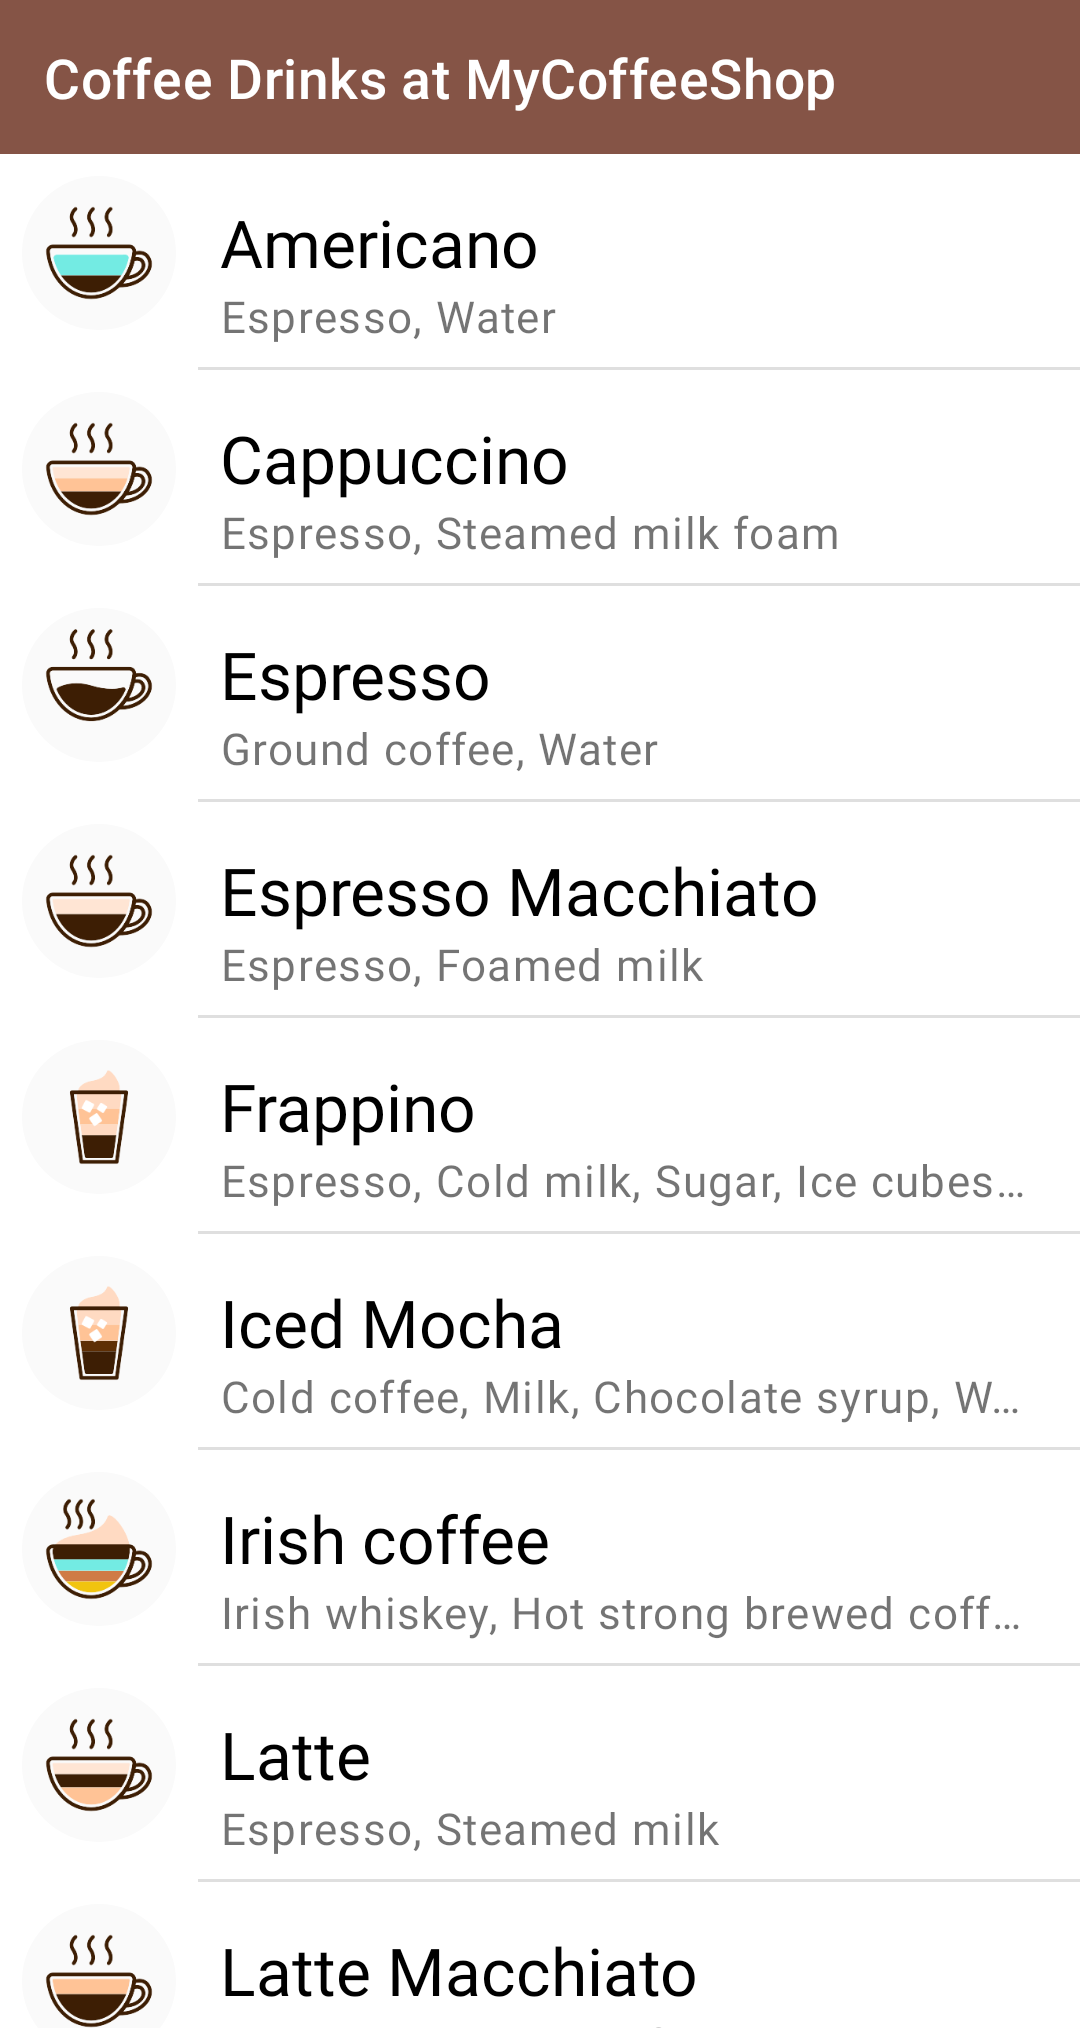 Coffee Drinks at MyCoffeeShop
Americano
Espresso, Water
Cappuccino
Espresso, Steamed milk foam
Espresso
Ground coffee, Water
Espresso Macchiato
Espresso, Foamed milk
Frappino
Espresso, Cold milk, Sugar, Ice cubes…
Iced Mocha
Cold coffee, Milk, Chocolate syrup, W…
Irish coffee
Irish whiskey, Hot strong brewed coff…
Latte
Espresso, Steamed milk
Latte Macchiato